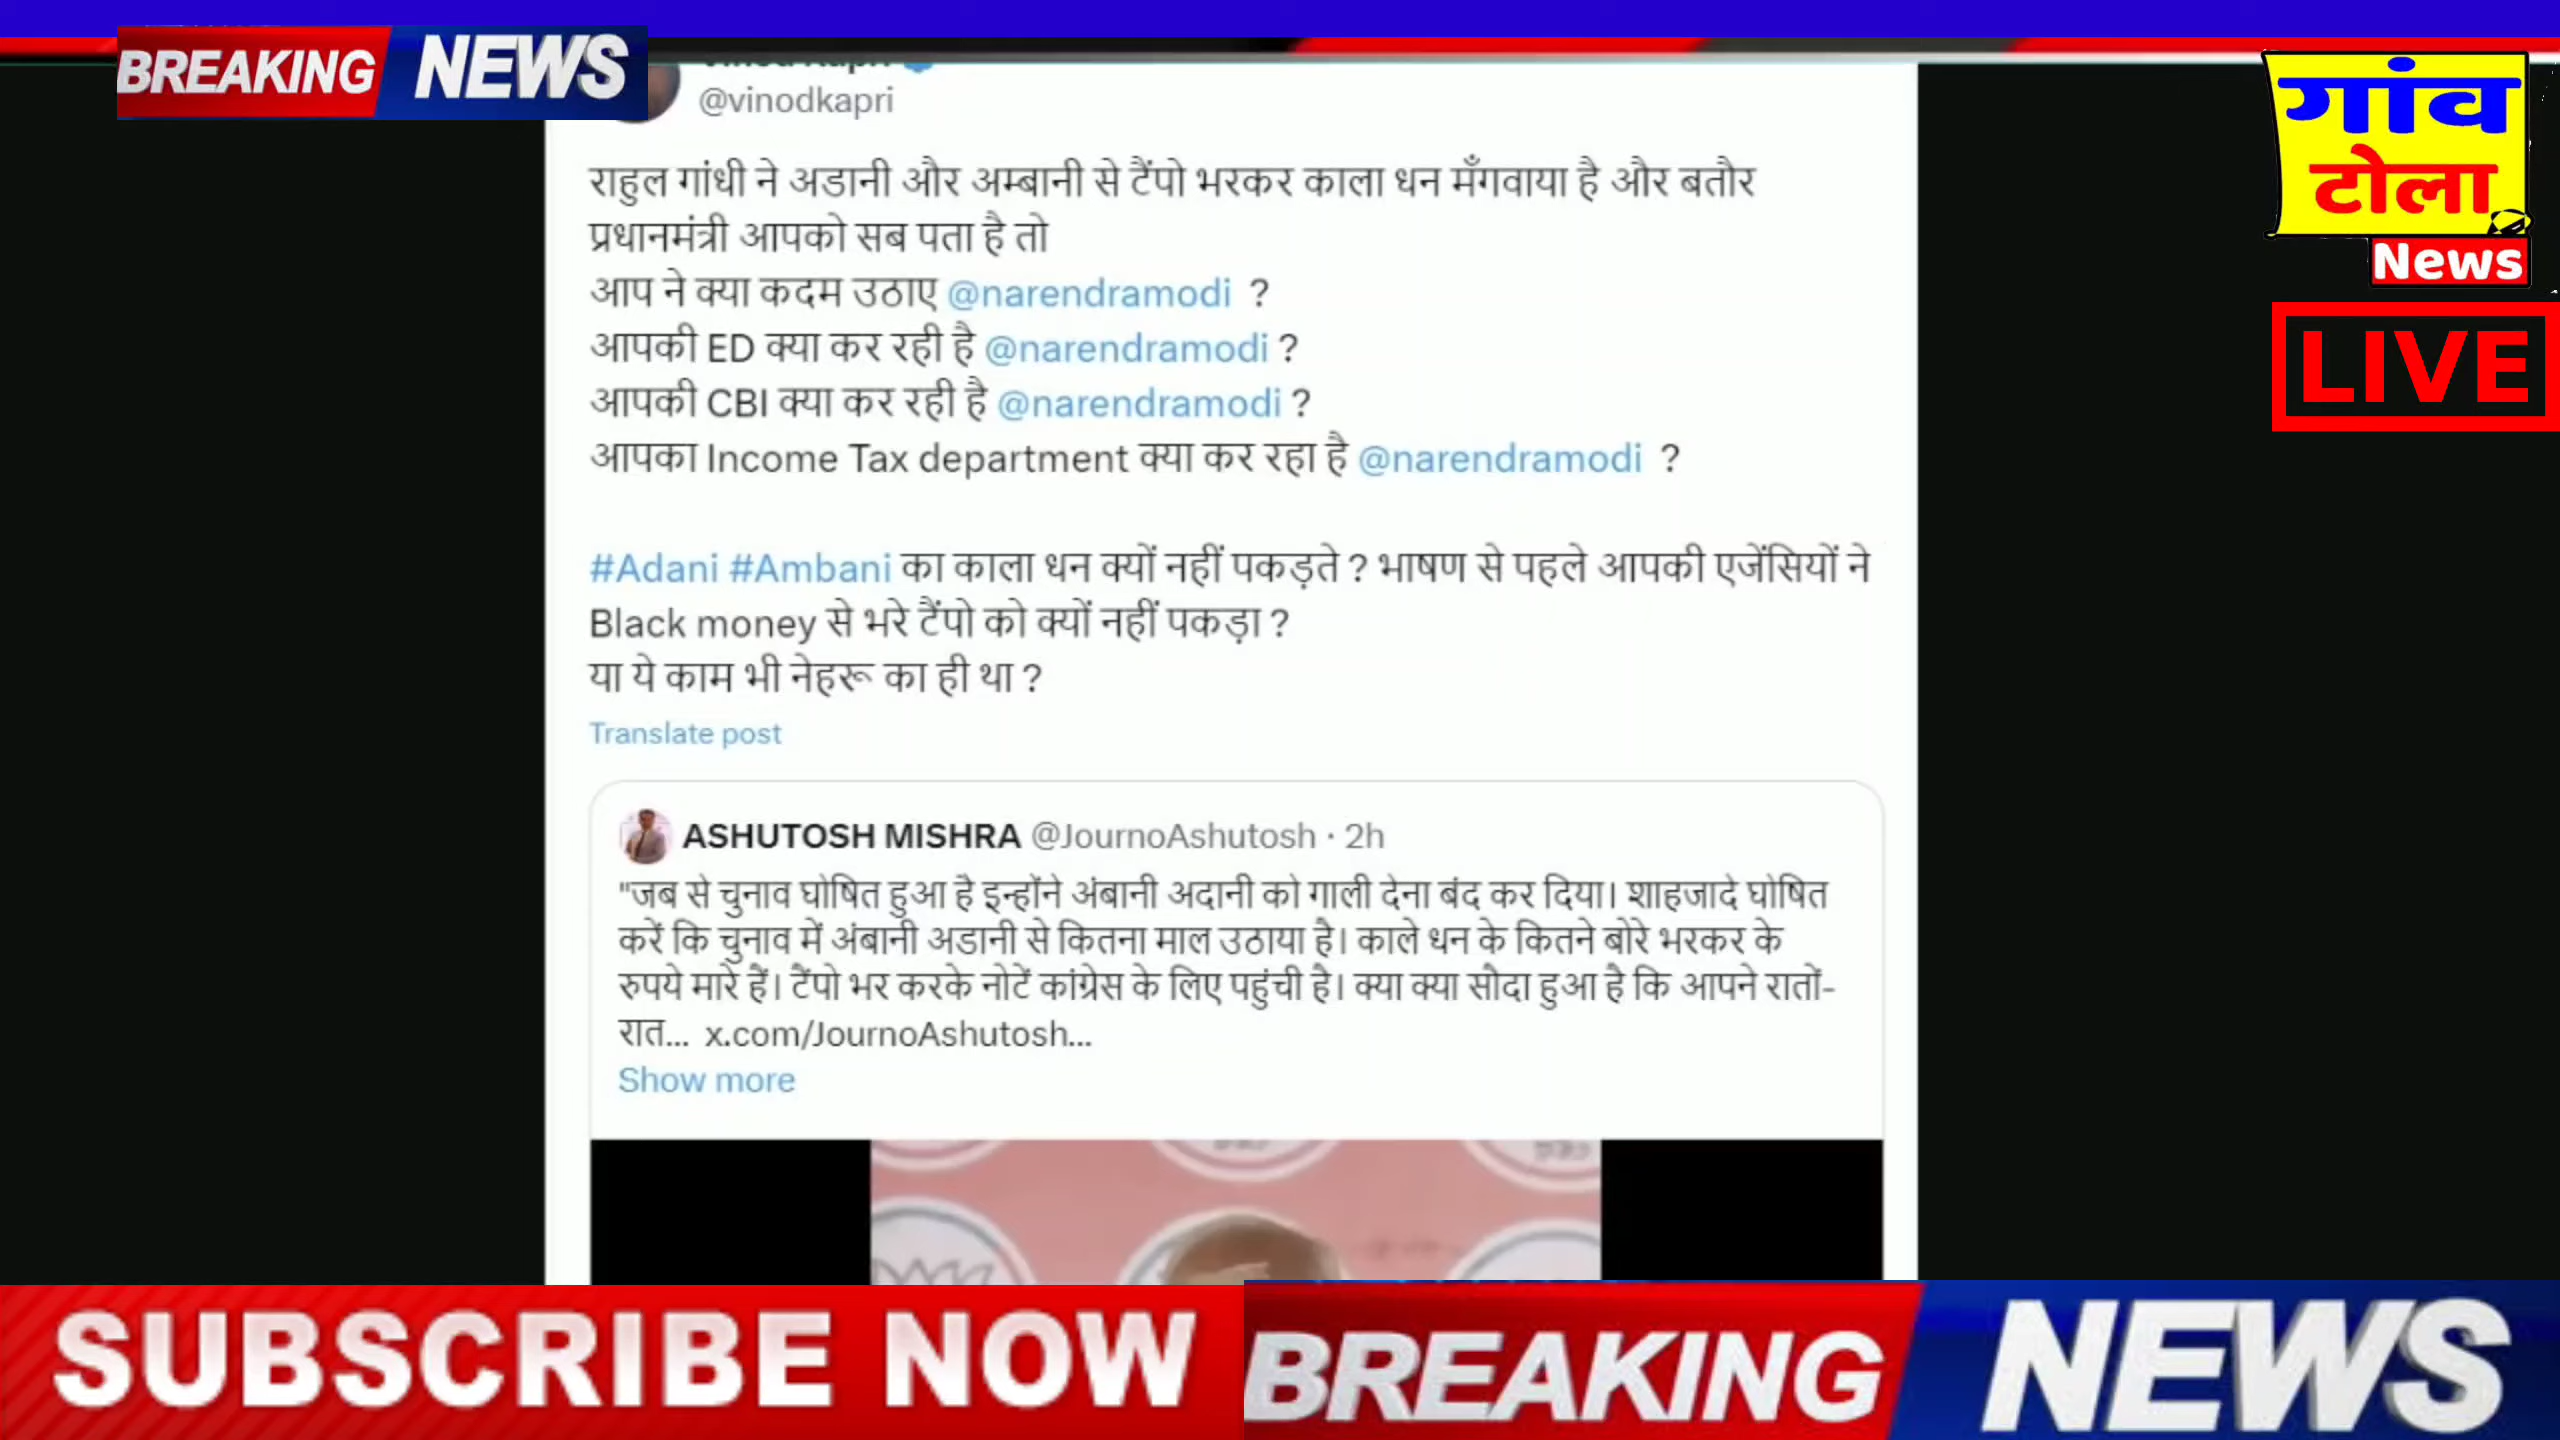 BREAKING NEWS
@vinodkapri
गांव
टोला
News
LIVE
राहुल गांधी ने अडानी और अम्बानी से टैंपो भरकर काला धन मँगवाया है और बतौर
प्रधानमंत्री आपको सब पता है तो
आप ने क्या कदम उठाए @narendramodi ?
आपकी ED क्या कर रही है @narendramodi ?
आपकी CBI क्या कर रही है @narendramodi ?
आपका Income Tax department क्या कर रहा है @narendramodi ?
#Adani #Ambani का काला धन क्यों नहीं पकड़ते ? भाषण से पहले आपकी एजेंसियों ने
Black money से भरे टैंपो को क्यों नहीं पकड़ा ?
या ये काम भी नेहरू का ही था ?
Translate post
ASHUTOSH MISHRA @JournoAshutosh · 2h
"जब से चुनाव घोषित हुआ है इन्होंने अंबानी अदानी को गाली देना बंद कर दिया। शाहजादे घोषित
करें कि चुनाव में अंबानी अडानी से कितना माल उठाया है। काले धन के कितने बोरे भरकर के
रुपये मारे हैं। टैंपो भर करके नोटें कांग्रेस के लिए पहुंची है। क्या क्या सौदा हुआ है कि आपने रातों-
रात... x.com/JournoAshutosh...
Show more
SUBSCRIBE NOW
BREAKING NEWS